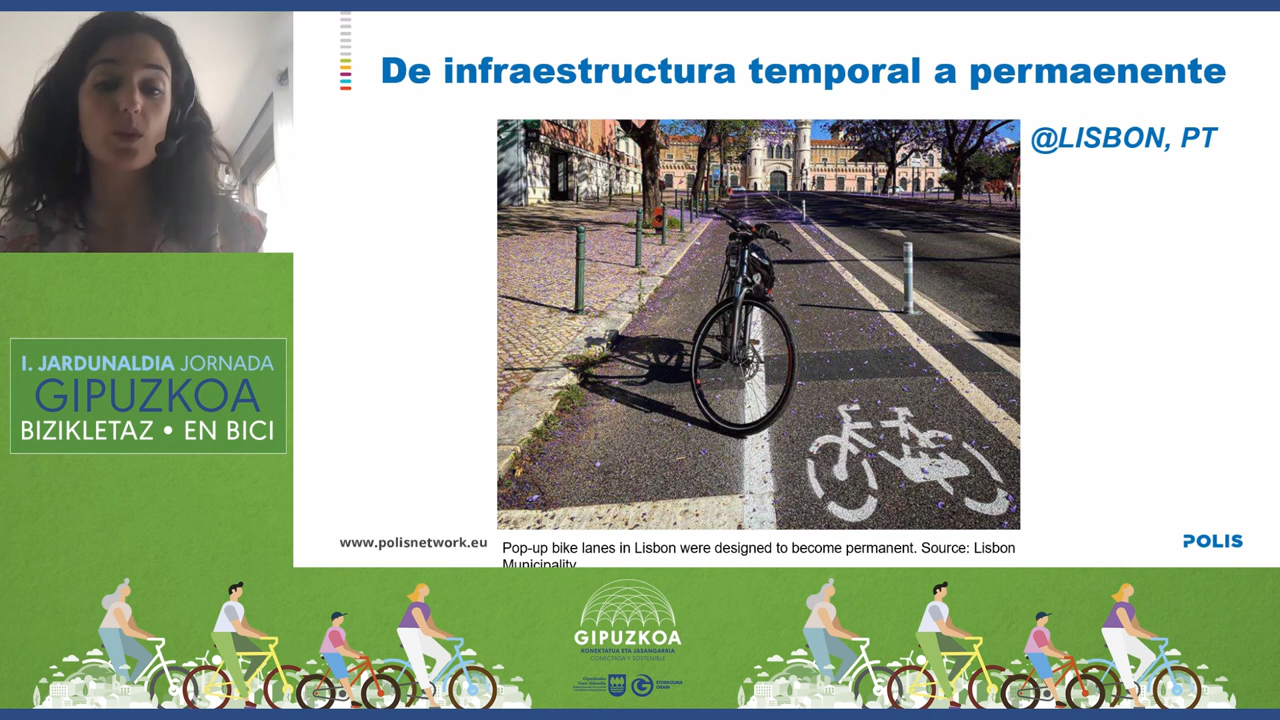 De infraestructura temporal a permaenente
@LISBON, PT
I. JARDUNALDIA JORNADA
GIPUZKOA
BIZIKLETAZ • EN BICI
www.polisnetwork.eu
Pop-up bike lanes in Lisbon were designed to become permanent. Source: Lisbon
Municipality
POLIS
GIPUZKOA
KONEKTATUA ETA JASANGARRIA
CONECTADA Y SOSTENIBLE